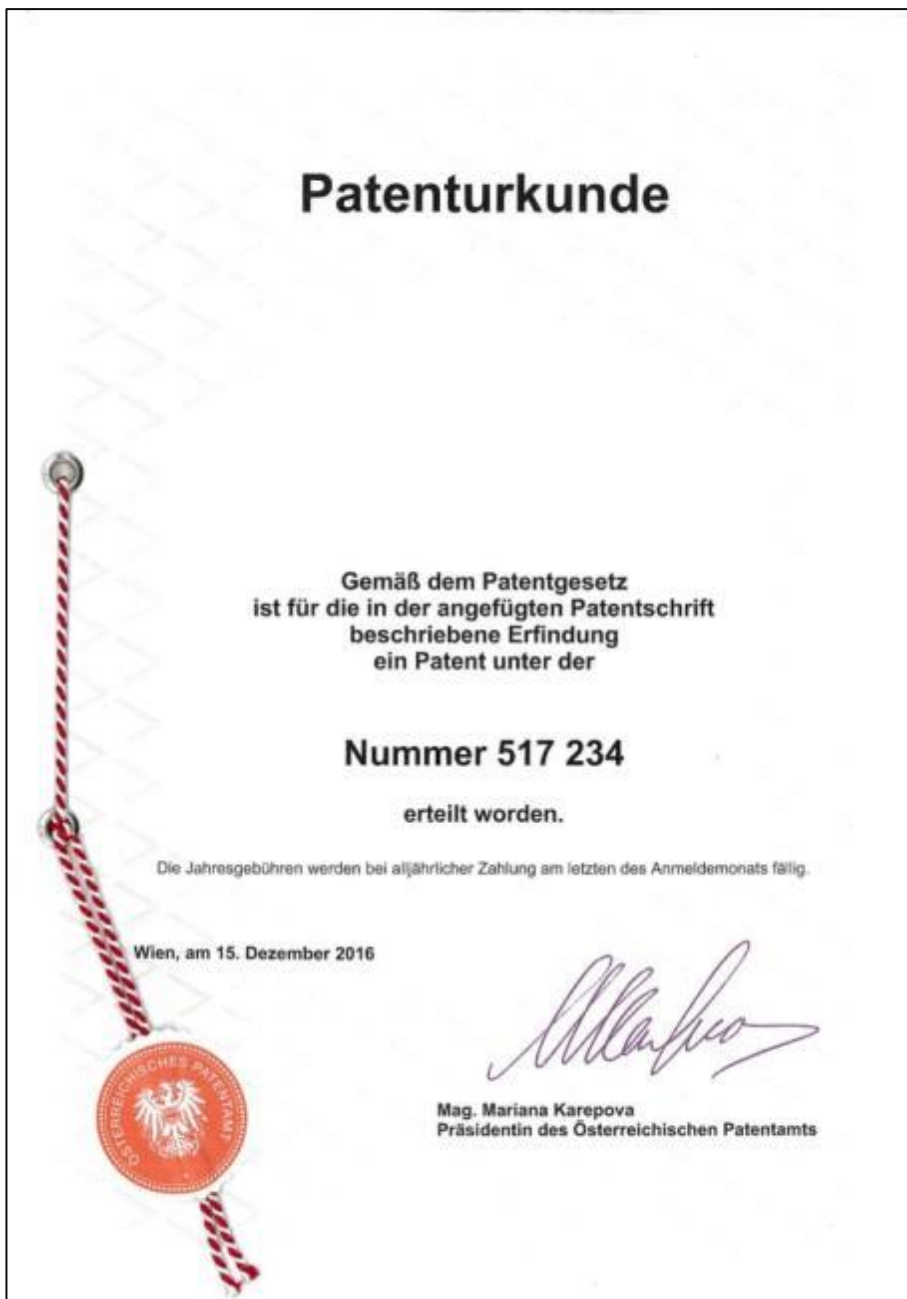 Patenturkunde
Gemäß dem Patentgesetz
ist für die in der angefügten Patentschrift
beschriebene Erfindung
ein Patent unter der
Nummer 517 234
erteilt worden.
Die Jahresgebühren werden bei alljährlicher Zahlung am letzten des Anmeldemonats fällig.
Wien, am 15. Dezember 2016
Mag. Mariana Karepova
Präsidentin des Österreichischen Patentamts
ÖSTERREICHISCHES PATENTAMT